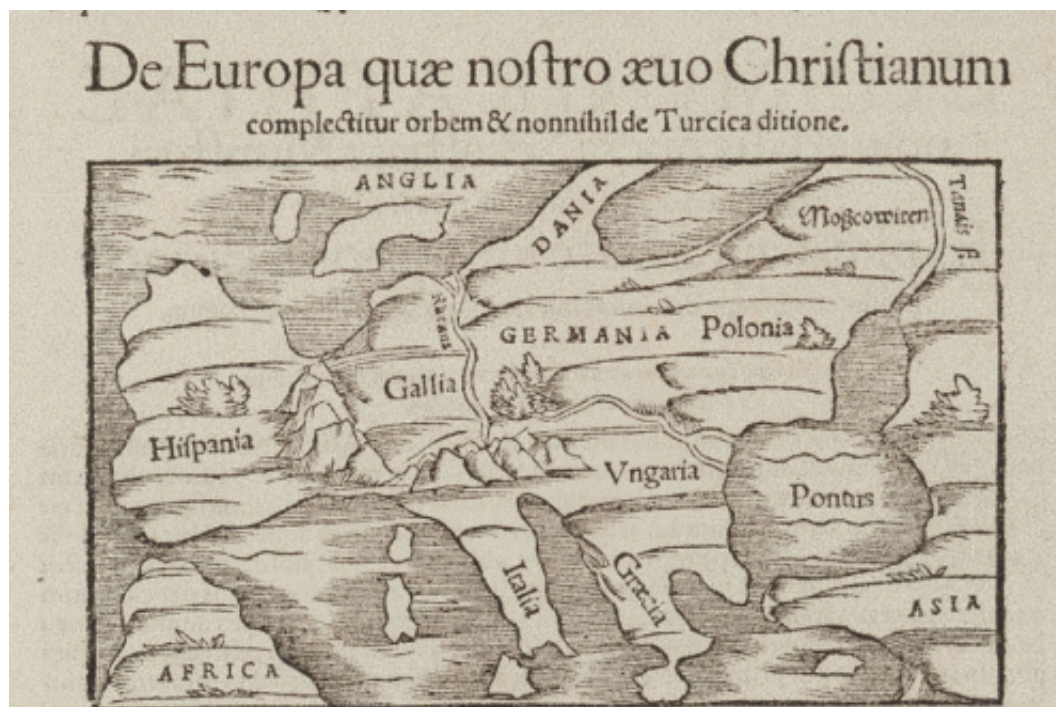 De Europa quæ noſtro æuo Chriſtianum
complectitur orbem & nonnihil de Turcica ditione.
ANGLIA
DANIA
Moſcowiten
Tanais fl.
GERMANIA
Polonia
Gallia
Hiſpania
Vngaria
Pontus
Italia
Græcia
ASIA
AFRICA